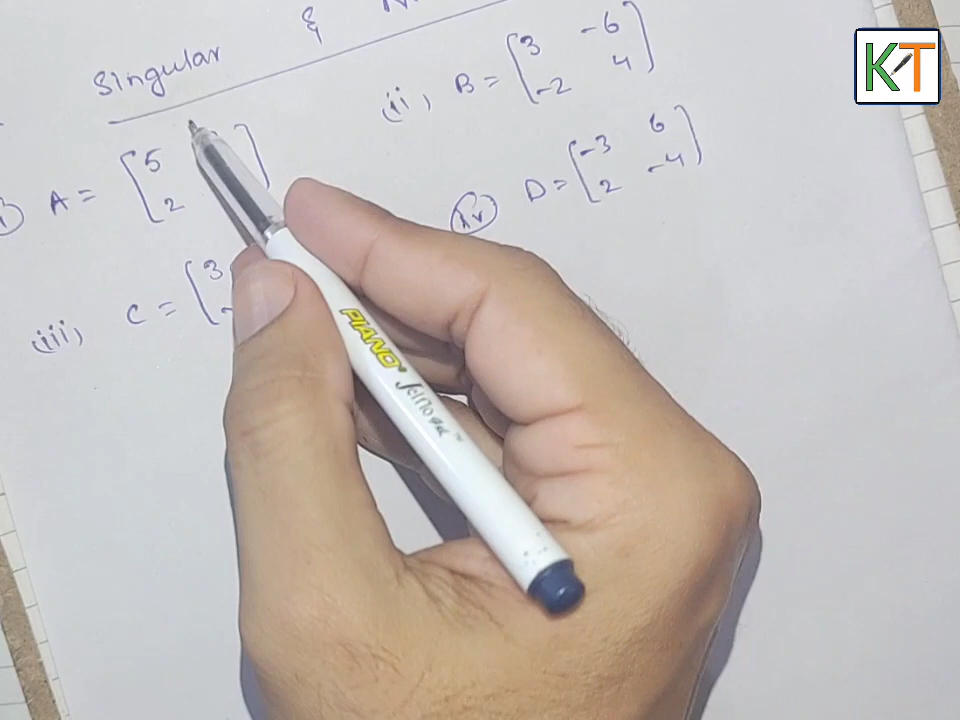 Singular & N
(i) A = [5
2]
(ii) B = [3 -6
-2 4]
(iii) C = [3
(iv) D = [-3 6
2 -4]
PIANO
KT